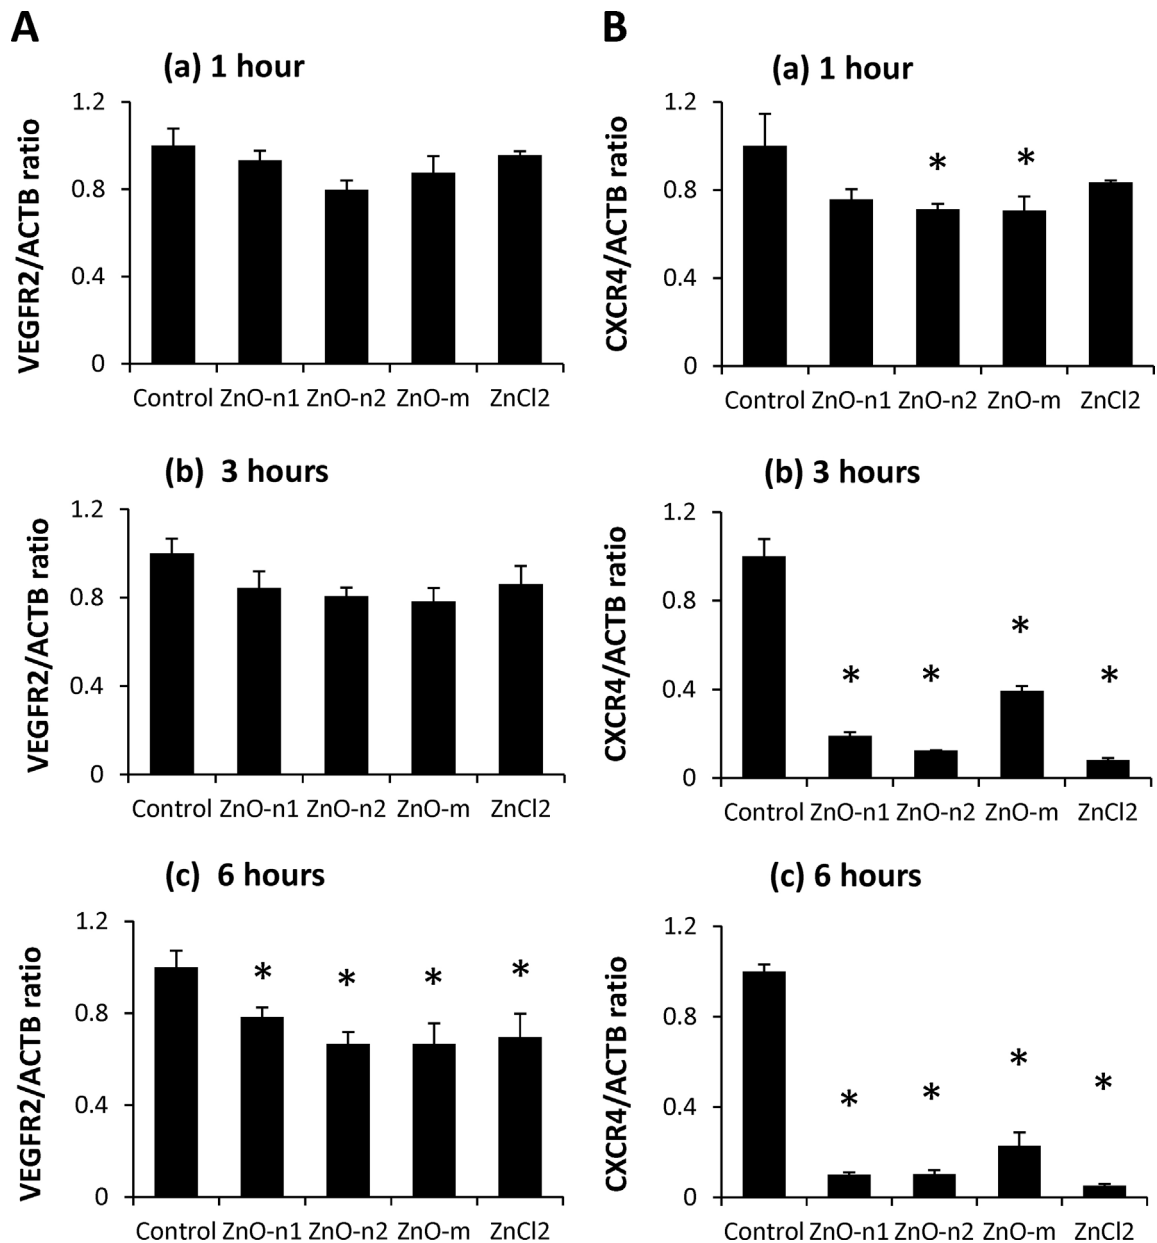 A
(a) 1 hour
VEGFR2/ACTB ratio
1.2
0.8
0.4
0
Control ZnO-n1 ZnO-n2 ZnO-m ZnCl2
*
(b) 3 hours
VEGFR2/ACTB ratio
1.2
0.8
0.4
0
Control ZnO-n1 ZnO-n2 ZnO-m ZnCl2
(c) 6 hours
VEGFR2/ACTB ratio
1.2
0.8
0.4
0
* * * *
Control ZnO-n1 ZnO-n2 ZnO-m ZnCl2
B
(a) 1 hour
CXCR4/ACTB ratio
1.2
0.8
0.4
0
* *
Control ZnO-n1 ZnO-n2 ZnO-m ZnCl2
(b) 3 hours
CXCR4/ACTB ratio
1.2
0.8
0.4
0
* * * *
Control ZnO-n1 ZnO-n2 ZnO-m ZnCl2
(c) 6 hours
CXCR4/ACTB ratio
1.2
0.8
0.4
0
* * * *
Control ZnO-n1 ZnO-n2 ZnO-m ZnCl2